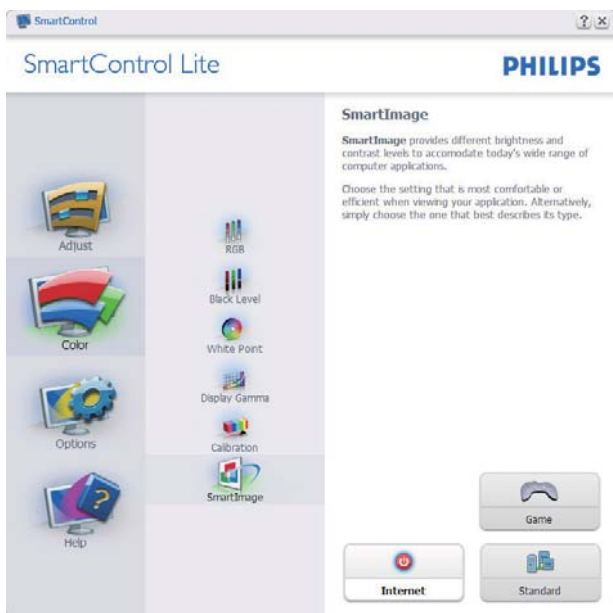 SmartControl
? x
SmartControl Lite
PHILIPS
Adjust
Color
Options
Help
RGB
Black Level
White Point
Display Gamma
Calibration
SmartImage
SmartImage
SmartImage provides different brightness and
contrast levels to accomodate today's wide range of
computer applications.
Choose the setting that is most comfortable or
efficient when viewing your application. Alternatively,
simply choose the one that best describes its type.
Game
Internet
Standard